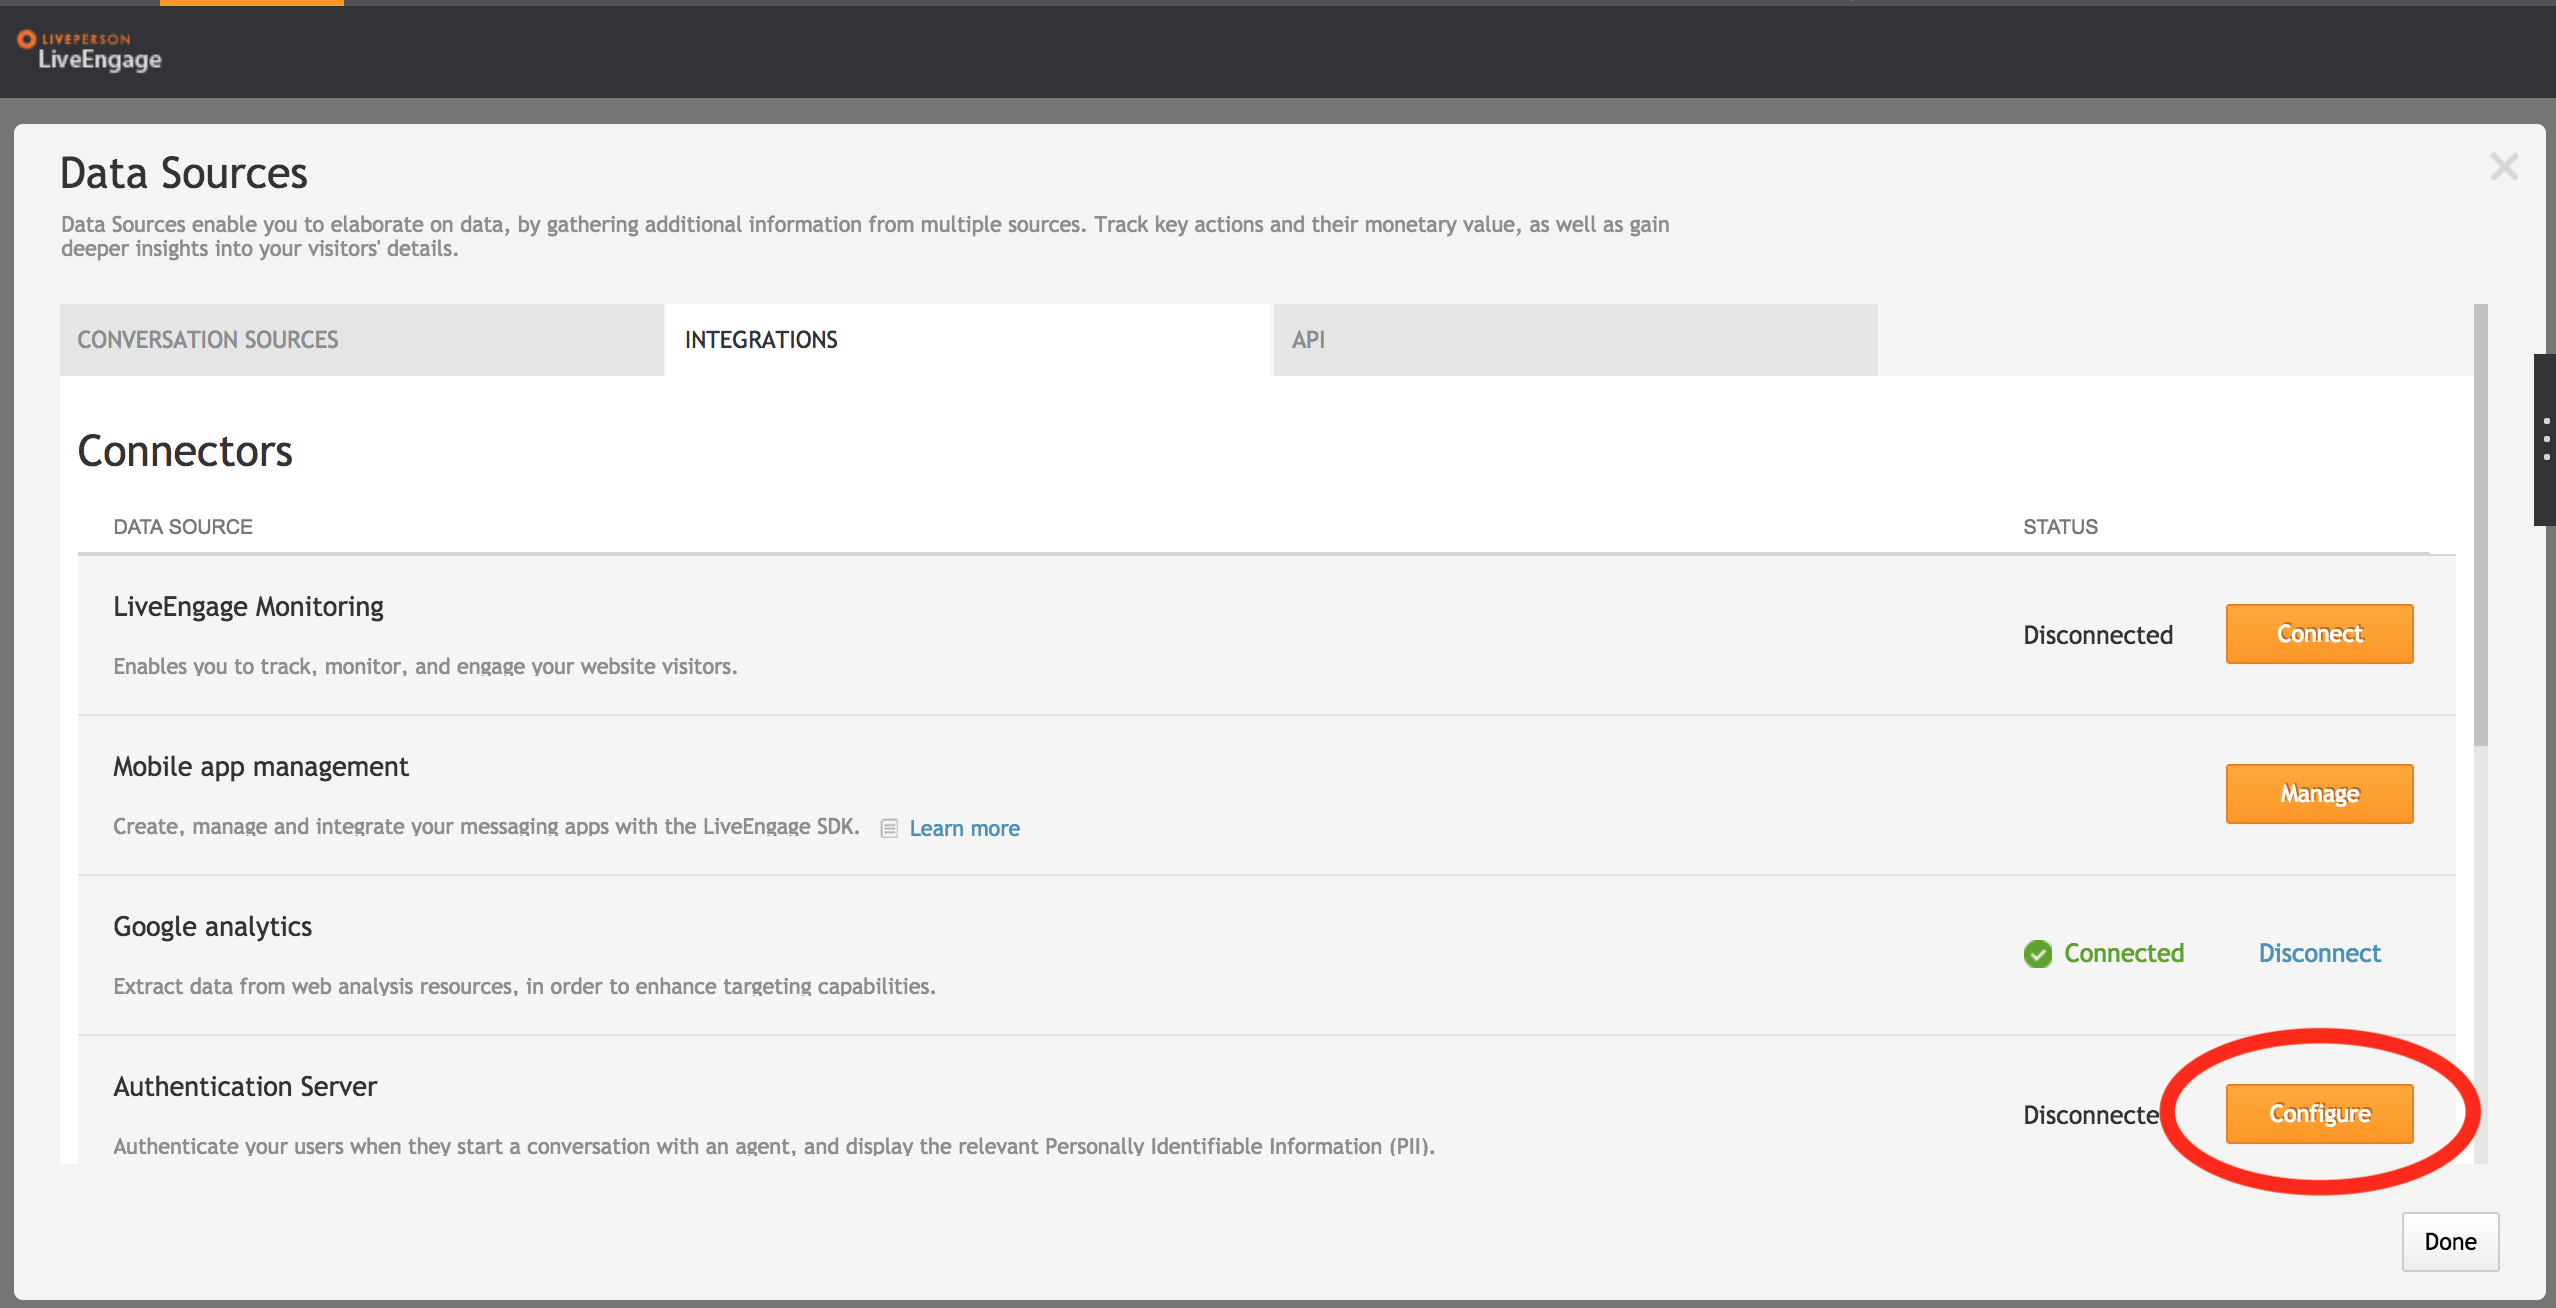 LIVEPERSON
LiveEngage
Data Sources
Data Sources enable you to elaborate on data, by gathering additional information from multiple sources. Track key actions and their monetary value, as well as gain
deeper insights into your visitors' details.
CONVERSATION SOURCES
INTEGRATIONS
API
Connectors
DATA SOURCE
STATUS
LiveEngage Monitoring
Enables you to track, monitor, and engage your website visitors.
Disconnected
Connect
Mobile app management
Create, manage and integrate your messaging apps with the LiveEngage SDK.
Learn more
Manage
Google analytics
Extract data from web analysis resources, in order to enhance targeting capabilities.
Connected
Disconnect
Authentication Server
Authenticate your users when they start a conversation with an agent, and display the relevant Personally Identifiable Information (PII).
Disconnecte
Configure
Done